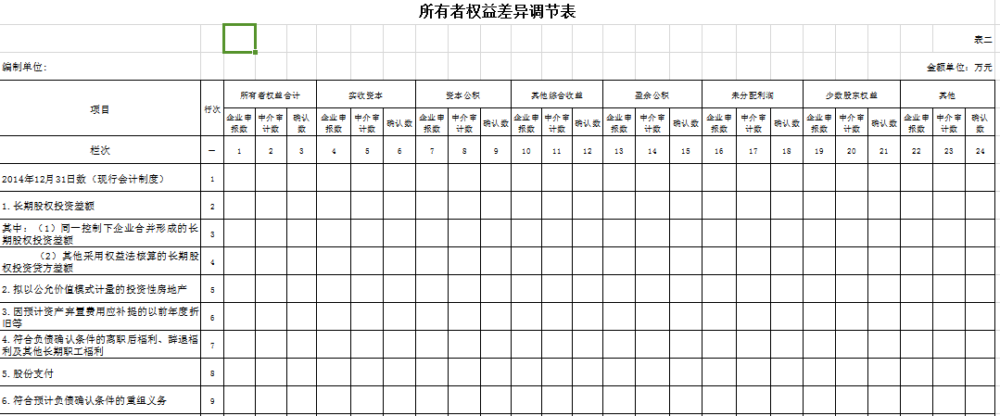 所有者权益差异调节表
表二
编制单位:
金额单位: 万元
项目 行次 所有者权益合计 实收资本 资本公积 其他综合收益 盈余公积 未分配利润 少数股东权益 其他
企业申报数 中介审计数 确认数 企业申报数 中介审计数 确认数 企业申报数 中介审计数 确认数 企业申报数 中介审计数 确认数 企业申报数 中介审计数 确认数 企业申报数 中介审计数 确认数 企业申报数 中介审计数 确认数 企业申报数 中介审计数 确认数
栏次 — 1 2 3 4 5 6 7 8 9 10 11 12 13 14 15 16 17 18 19 20 21 22 23 24
2014年12月31日数（现行会计制度） 1
1.长期股权投资差额 2
其中：（1）同一控制下企业合并形成的长
期股权投资差额 3
（2）其他采用权益法核算的长期股
权投资贷方差额 4
2.拟以公允价值模式计量的投资性房地产 5
3.因预计资产弃置费用应补提的以前年度折
旧等 6
4.符合负债确认条件的离职后福利、辞退福
利及其他长期职工福利 7
5.股份支付 8
6.符合预计负债确认条件的重组义务 9